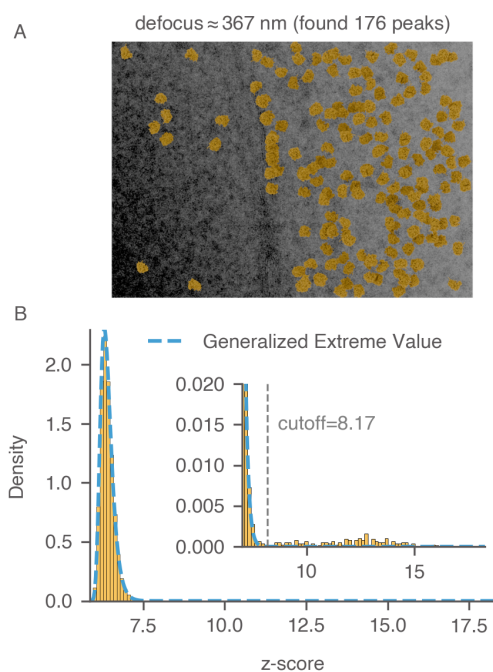 A
defocus ≈ 367 nm (found 176 peaks)
B
Generalized Extreme Value
Density
2.0
1.5
1.0
0.5
0.0
0.020
0.015
0.010
0.005
0.000
cutoff=8.17
10
15
7.5
10.0
12.5
15.0
17.5
z-score